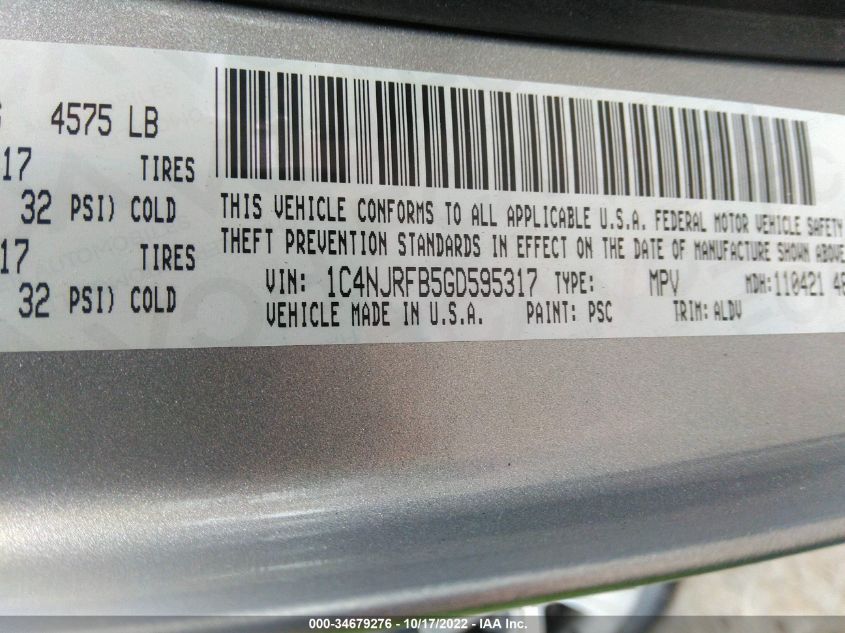 4575 LB
17 TIRES
32 PSI) COLD
17 TIRES
32 PSI) COLD
THIS VEHICLE CONFORMS TO ALL APPLICABLE U.S.A. FEDERAL MOTOR VEHICLE SAFETY
THEFT PREVENTION STANDARDS IN EFFECT ON THE DATE OF MANUFACTURE SHOWN ABOVE
VIN: 1C4NJRFB5GD595317 TYPE: MPV MDH:110421 48
VEHICLE MADE IN U.S.A. PAINT: PSC TRIM: ALDV
000-34679276 - 10/17/2022 - IAA Inc.